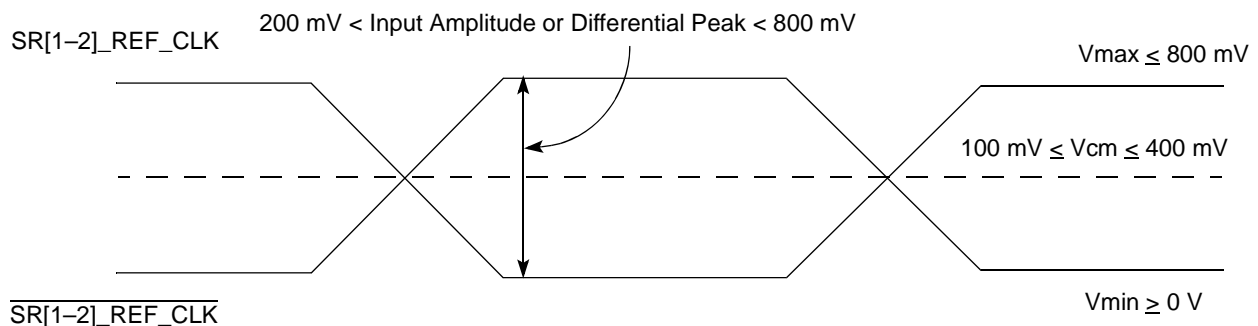 200 mV < Input Amplitude or Differential Peak < 800 mV
SR[1–2]_REF_CLK
Vmax ≤ 800 mV
100 mV ≤ Vcm ≤ 400 mV
Vmin ≥ 0 V
SR[1–2]_REF_CLK